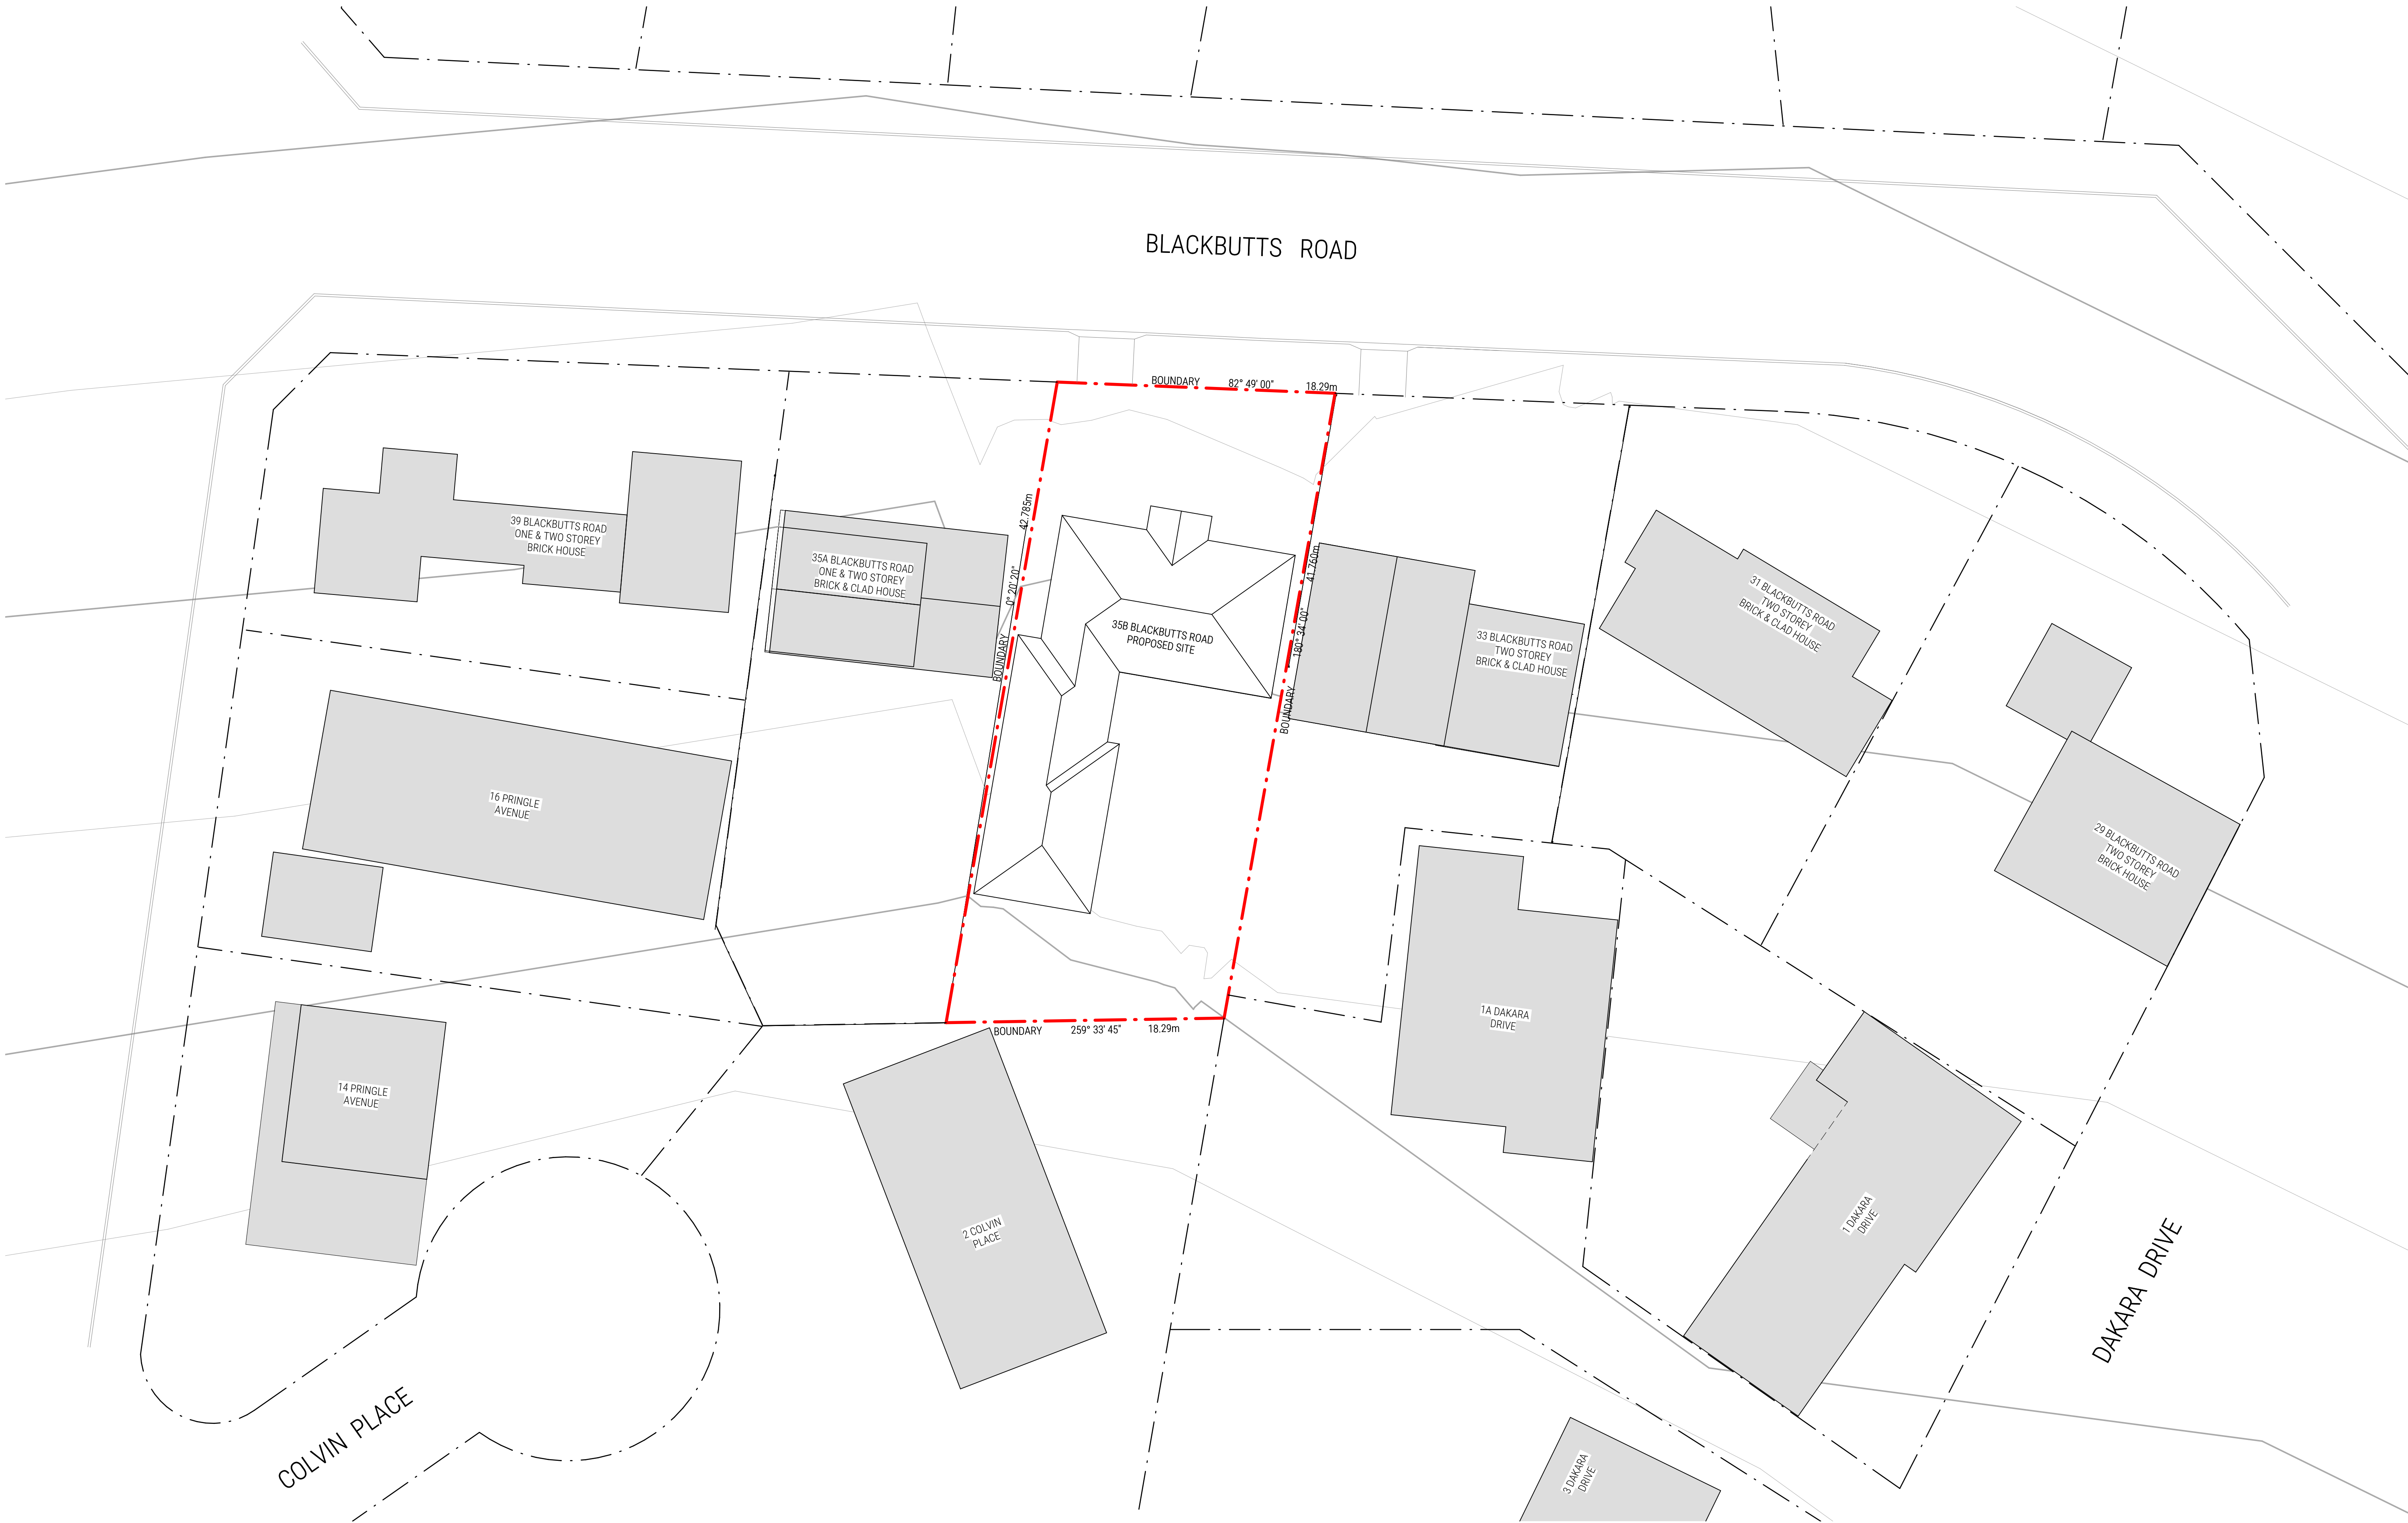 BLACKBUTTS ROAD
BOUNDARY 82° 49' 00" 18.29m
BOUNDARY 0° 20' 20" 42.785m
BOUNDARY 180° 34' 00" 41.760m
39 BLACKBUTTS ROAD
ONE & TWO STOREY
BRICK HOUSE
35A BLACKBUTTS ROAD
ONE & TWO STOREY
BRICK & CLAD HOUSE
35B BLACKBUTTS ROAD
PROPOSED SITE
33 BLACKBUTTS ROAD
TWO STOREY
BRICK & CLAD HOUSE
31 BLACKBUTTS ROAD
TWO STOREY
BRICK & CLAD HOUSE
29 BLACKBUTTS ROAD
TWO STOREY
BRICK HOUSE
16 PRINGLE
AVENUE
BOUNDARY 259° 33' 45" 18.29m
1A DAKARA
DRIVE
14 PRINGLE
AVENUE
2 COLVIN
PLACE
1 DAKARA
DRIVE
DAKARA DRIVE
COLVIN PLACE
3 DAKARA
DRIVE